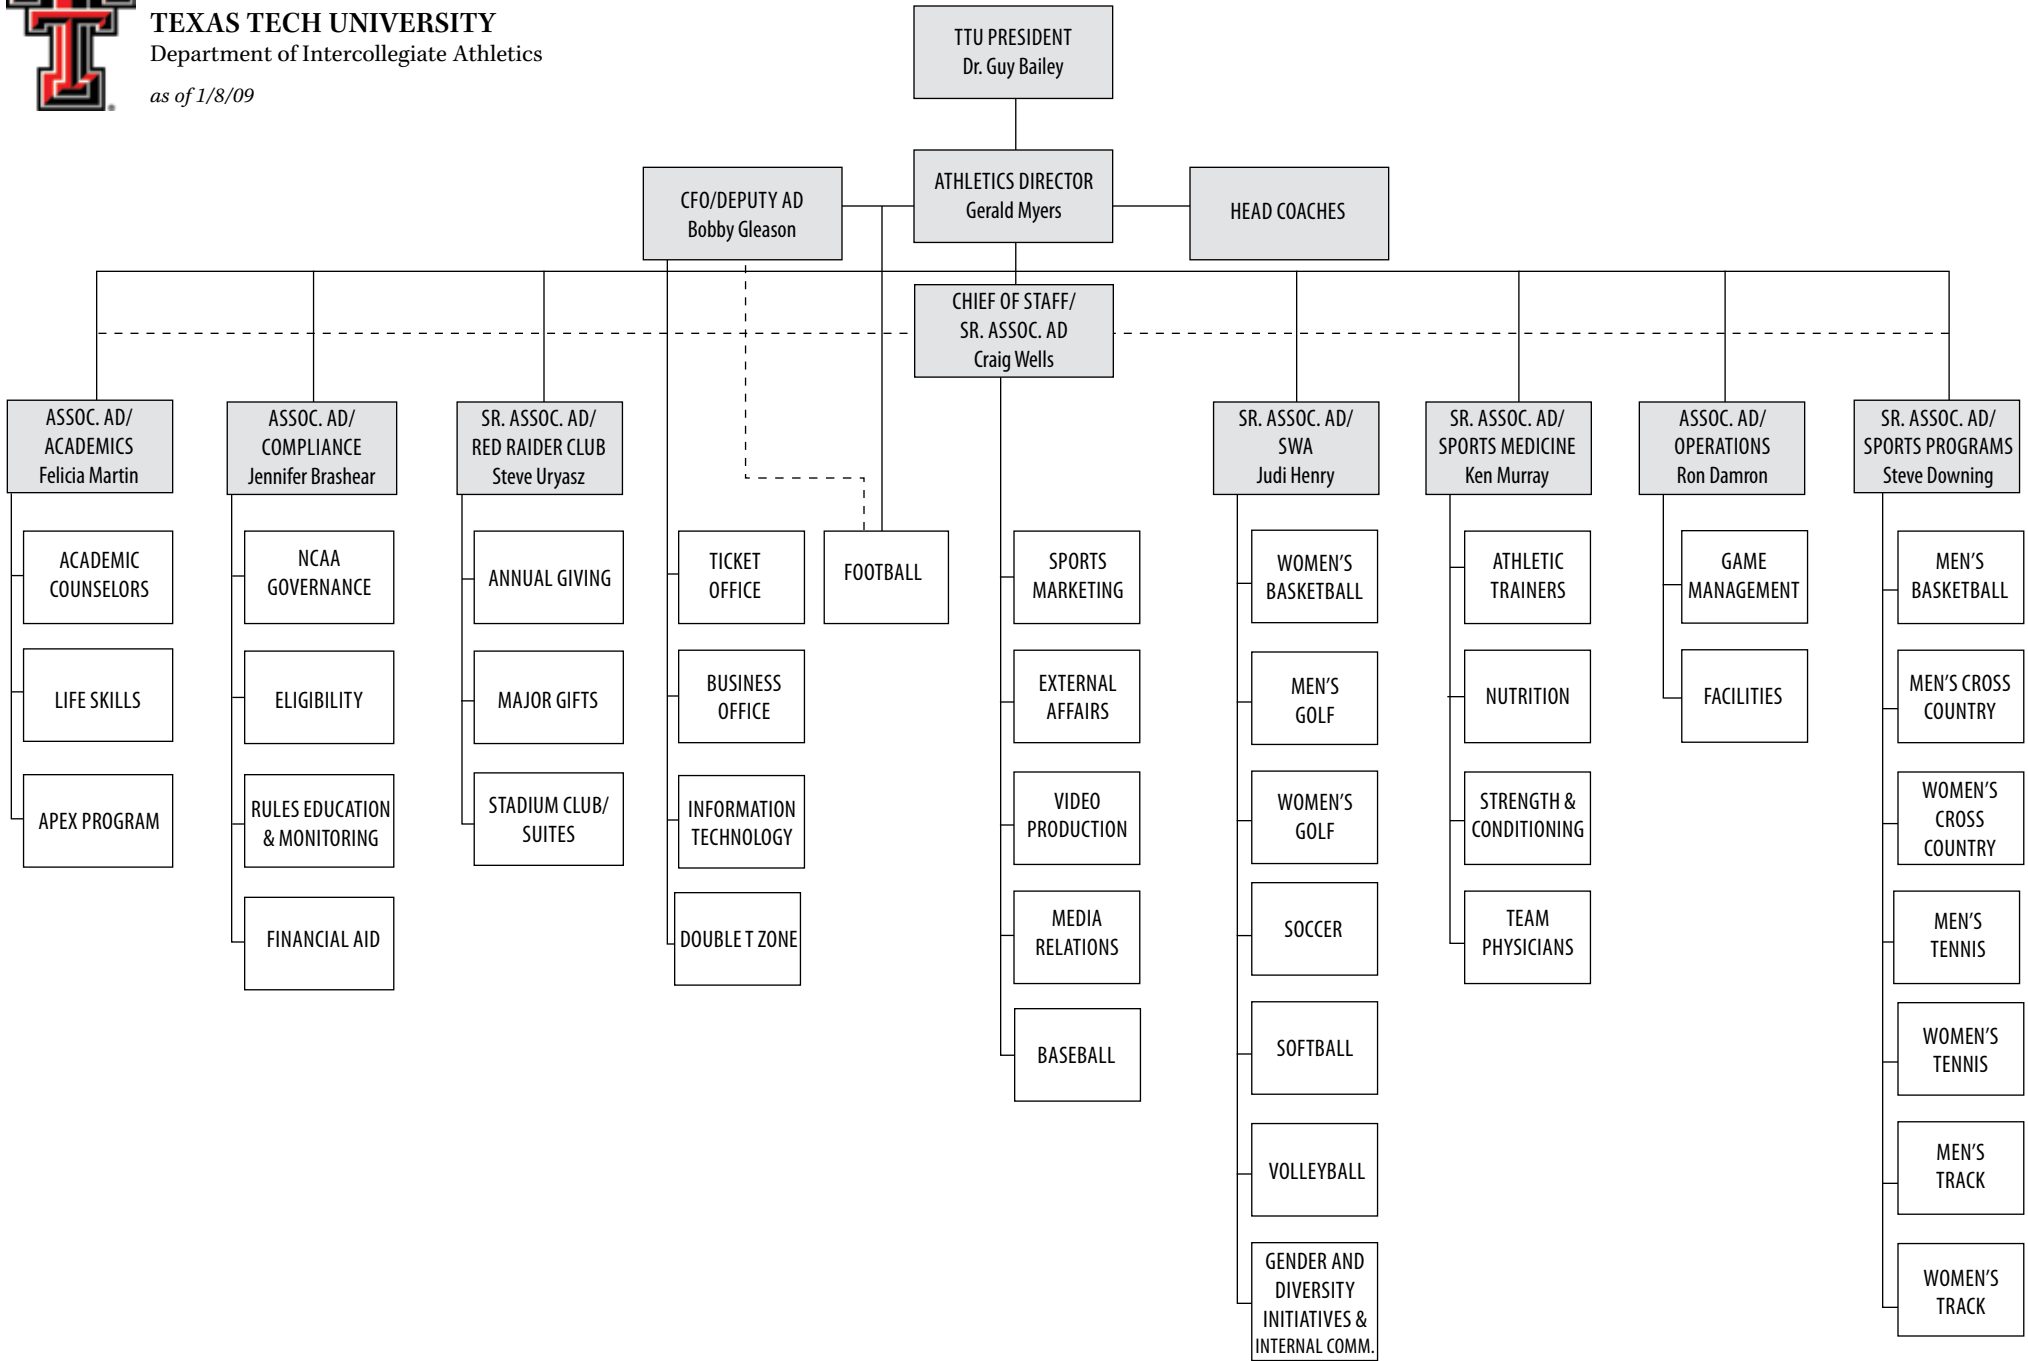 TEXAS TECH UNIVERSITY
Department of Intercollegiate Athletics
as of 1/8/09
TTU PRESIDENT
Dr. Guy Bailey
CFO/DEPUTY AD
Bobby Gleason
ATHLETICS DIRECTOR
Gerald Myers
HEAD COACHES
CHIEF OF STAFF/
SR. ASSOC. AD
Craig Wells
ASSOC. AD/
ACADEMICS
Felicia Martin
ASSOC. AD/
COMPLIANCE
Jennifer Brashear
SR. ASSOC. AD/
RED RAIDER CLUB
Steve Uryasz
SR. ASSOC. AD/
SWA
Judi Henry
SR. ASSOC. AD/
SPORTS MEDICINE
Ken Murray
ASSOC. AD/
OPERATIONS
Ron Damron
SR. ASSOC. AD/
SPORTS PROGRAMS
Steve Downing
ACADEMIC
COUNSELORS
LIFE SKILLS
APEX PROGRAM
NCAA
GOVERNANCE
ELIGIBILITY
RULES EDUCATION
& MONITORING
FINANCIAL AID
ANNUAL GIVING
MAJOR GIFTS
STADIUM CLUB/
SUITES
TICKET
OFFICE
BUSINESS
OFFICE
INFORMATION
TECHNOLOGY
DOUBLE T ZONE
FOOTBALL
SPORTS
MARKETING
EXTERNAL
AFFAIRS
VIDEO
PRODUCTION
MEDIA
RELATIONS
BASEBALL
WOMEN'S
BASKETBALL
MEN'S
GOLF
WOMEN'S
GOLF
SOCCER
SOFTBALL
VOLLEYBALL
GENDER AND
DIVERSITY
INITIATIVES &
INTERNAL COMM.
ATHLETIC
TRAINERS
NUTRITION
STRENGTH &
CONDITIONING
TEAM
PHYSICIANS
GAME
MANAGEMENT
FACILITIES
MEN'S
BASKETBALL
MEN'S CROSS
COUNTRY
WOMEN'S
CROSS
COUNTRY
MEN'S
TENNIS
WOMEN'S
TENNIS
MEN'S
TRACK
WOMEN'S
TRACK